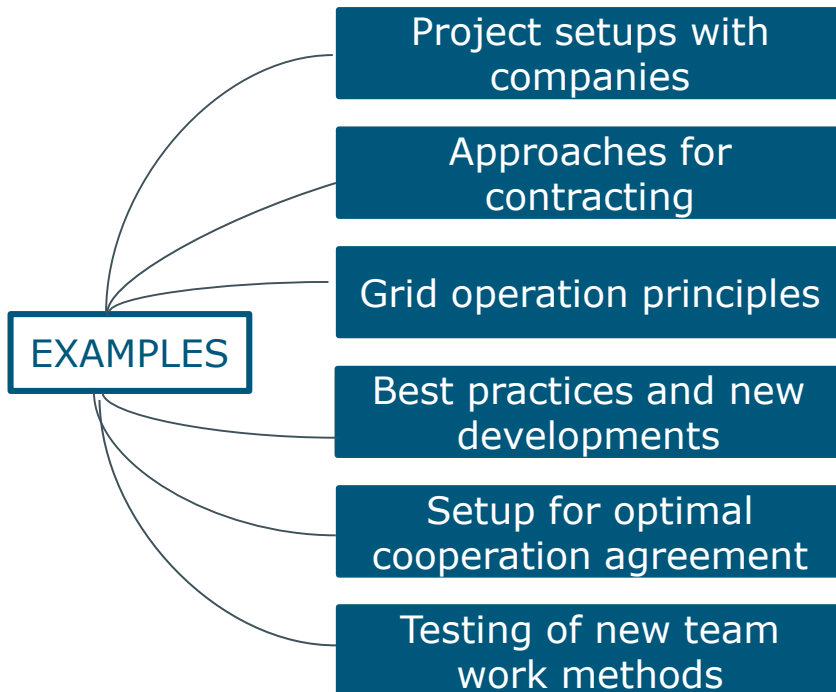 Project setups with
companies
Approaches for
contracting
Grid operation principles
EXAMPLES
Best practices and new
developments
Setup for optimal
cooperation agreement
Testing of new team
work methods